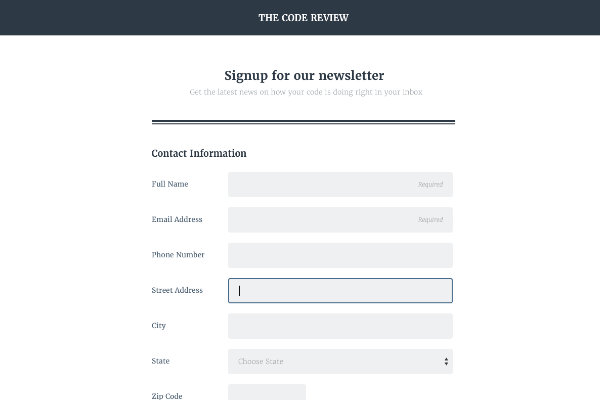 THE CODE REVIEW
Signup for our newsletter
Get the latest news on how your code is doing right in your inbox
Contact Information
Full Name
Required
Email Address
Required
Phone Number
Street Address
City
State
Choose State
Zip Code